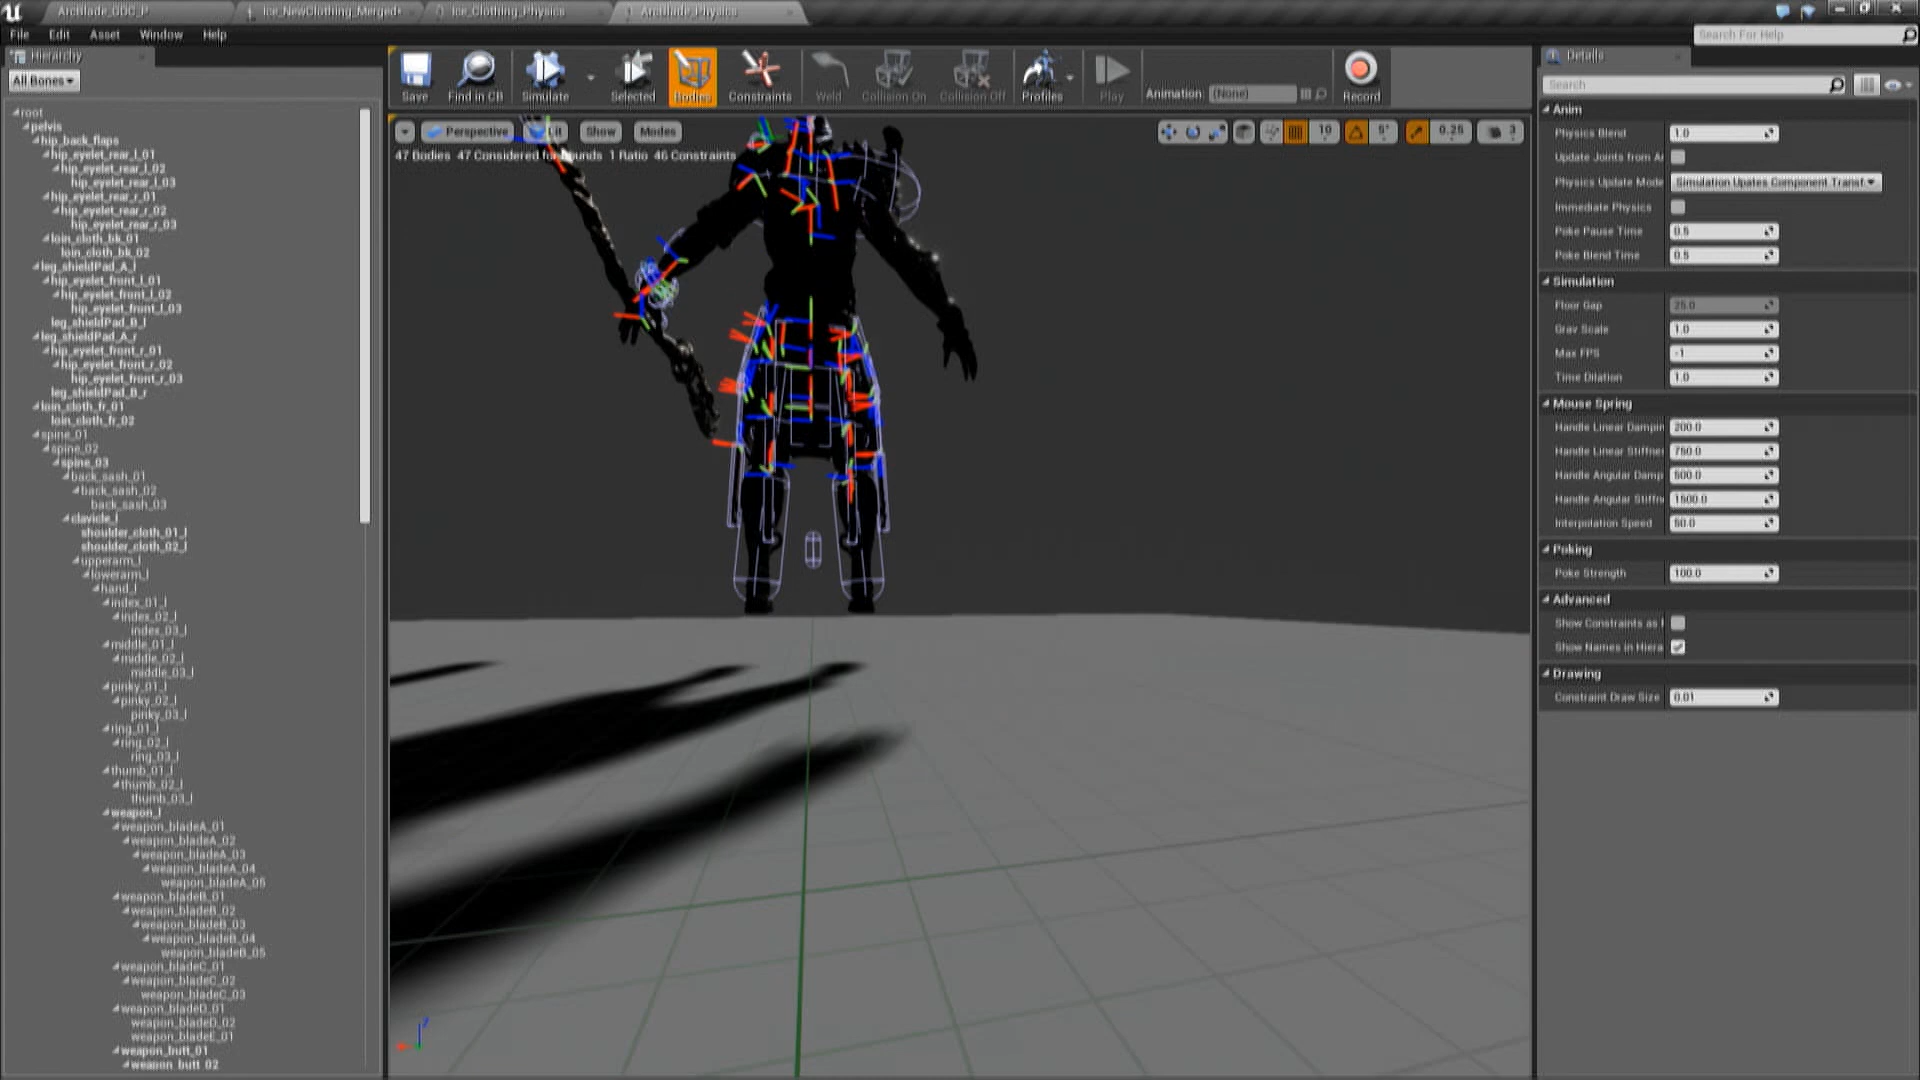 ArcBlade_GDC_P
Ice_NewClothing_Merged*
Ice_Clothing_Physics
ArcBlade_Physics
File Edit Asset Window Help
Search For Help
Hierarchy
All Bones
root
pelvis
hip_back_flaps
hip_eyelet_rear_l_01
hip_eyelet_rear_l_02
hip_eyelet_rear_l_03
hip_eyelet_rear_r_01
hip_eyelet_rear_r_02
hip_eyelet_rear_r_03
loin_cloth_bk_01
loin_cloth_bk_02
leg_shieldPad_A_l
hip_eyelet_front_l_01
hip_eyelet_front_l_02
hip_eyelet_front_l_03
leg_shieldPad_B_l
leg_shieldPad_A_r
hip_eyelet_front_r_01
hip_eyelet_front_r_02
hip_eyelet_front_r_03
leg_shieldPad_B_r
loin_cloth_fr_01
loin_cloth_fr_02
spine_01
spine_02
spine_03
back_sash_01
back_sash_02
back_sash_03
clavicle_l
shoulder_cloth_01_l
shoulder_cloth_02_l
upperarm_l
lowerarm_l
hand_l
index_01_l
index_02_l
index_03_l
middle_01_l
middle_02_l
middle_03_l
pinky_01_l
pinky_02_l
pinky_03_l
ring_01_l
ring_02_l
ring_03_l
thumb_01_l
thumb_02_l
thumb_03_l
weapon_l
weapon_bladeA_01
weapon_bladeA_02
weapon_bladeA_03
weapon_bladeA_04
weapon_bladeA_05
weapon_bladeB_01
weapon_bladeB_02
weapon_bladeB_03
weapon_bladeB_04
weapon_bladeB_05
weapon_bladeC_01
weapon_bladeC_02
weapon_bladeC_03
weapon_bladeD_01
weapon_bladeD_02
weapon_bladeE_01
weapon_butt_01
weapon_butt_02
Save Find in CB Simulate Selected Bodies Constraints Weld Collision On Collision Off Profiles Play Animation: (None) Record
Perspective Lit Show Modes
10 5° 0.25 3
47 Bodies 47 Considered for bounds 1 Ratio 46 Constraints
Details
Search
Anim
Physics Blend 1.0
Update Joints from A
Physics Update Mode Simulation Upates Component Transf
Immediate Physics
Poke Pause Time 0.5
Poke Blend Time 0.5
Simulation
Floor Gap 25.0
Grav Scale 1.0
Max FPS -1
Time Dilation 1.0
Mouse Spring
Handle Linear Dampin 200.0
Handle Linear Stiffne 750.0
Handle Angular Damp 500.0
Handle Angular Stiffn 1500.0
Interpolation Speed 50.0
Poking
Poke Strength 100.0
Advanced
Show Constraints as
Show Names in Hiera
Drawing
Constraint Draw Size 0.01